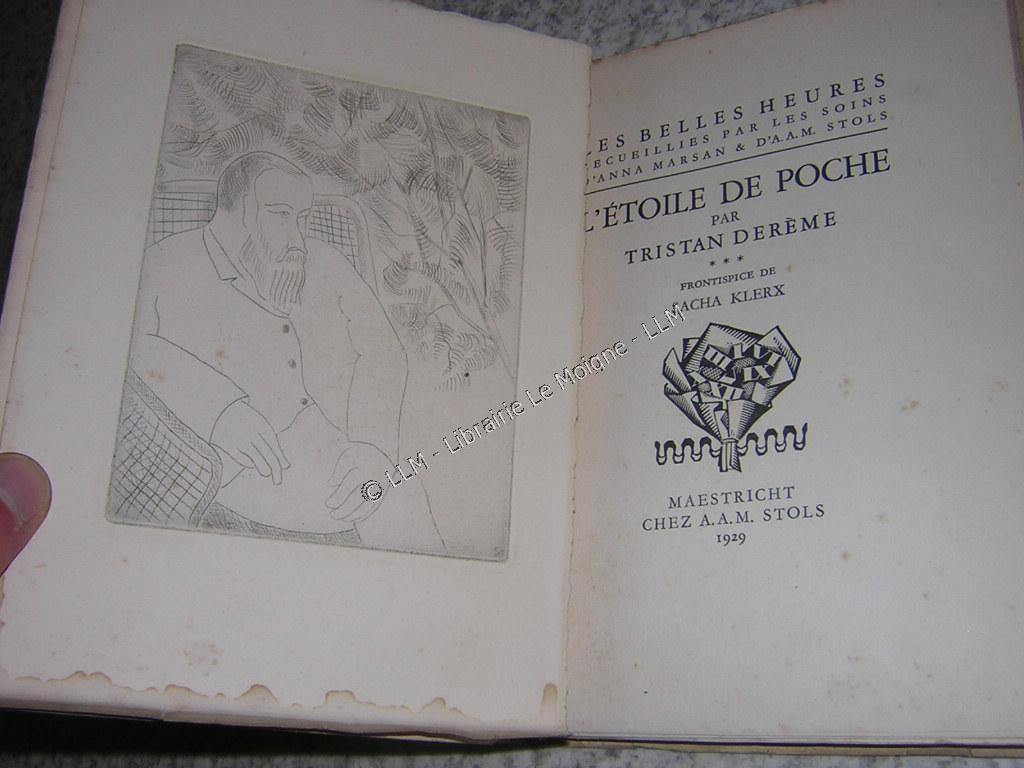 ES BELLES HEURES
ECUEILLIES PAR LES SOINS
D'ANNA MARSAN & D'A.A.M. STOLS
L'ÉTOILE DE POCHE
PAR
TRISTAN DERÈME
* * *
FRONTISPICE DE
SACHA KLERX
MAESTRICHT
CHEZ A.A.M. STOLS
1929
© LLM - Librairie Le Moigne - LLM